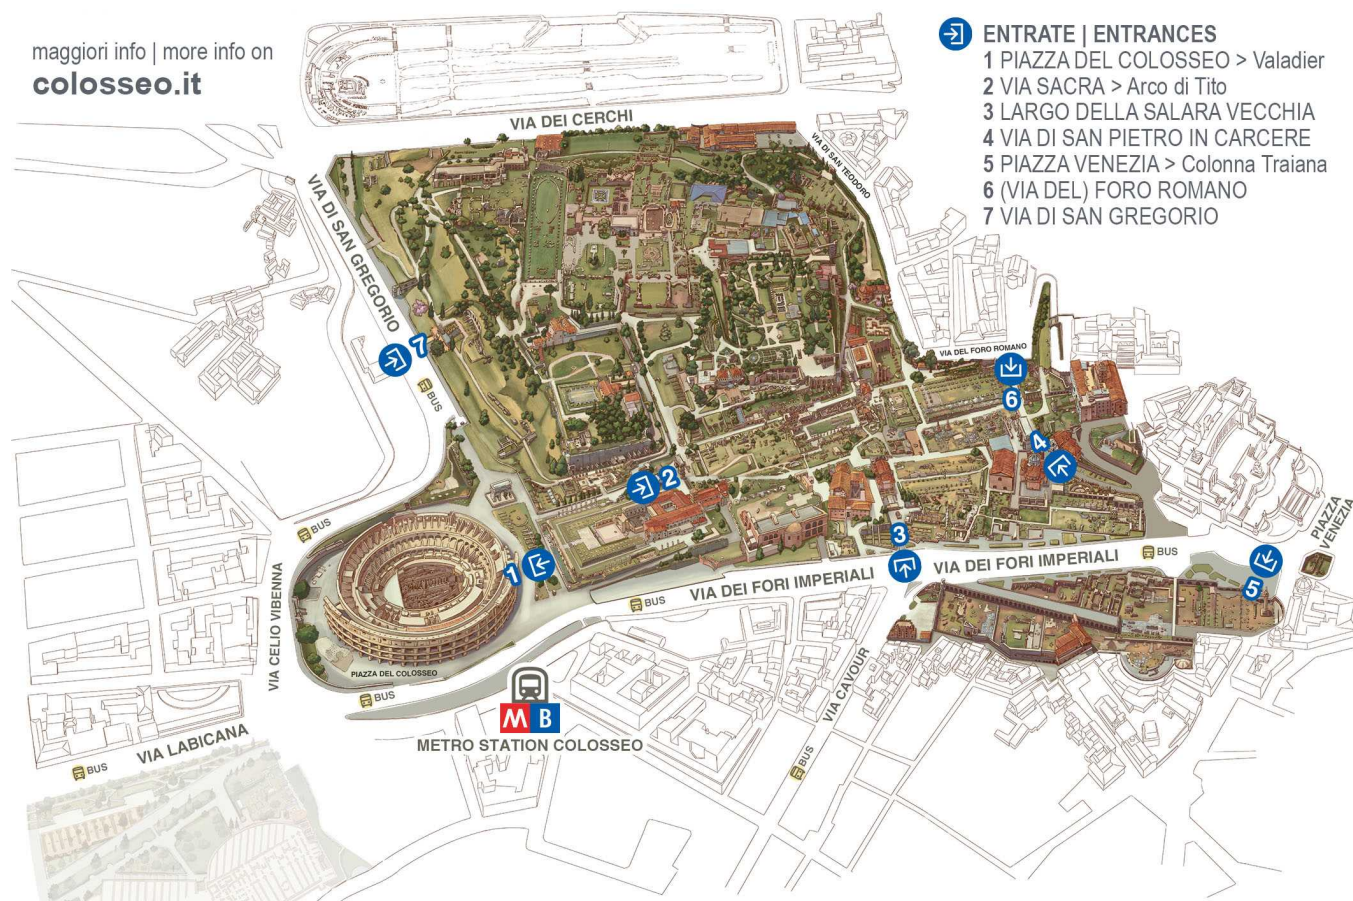 maggiori info | more info on
colosseo.it
ENTRATE | ENTRANCES
1 PIAZZA DEL COLOSSEO > Valadier
2 VIA SACRA > Arco di Tito
3 LARGO DELLA SALARA VECCHIA
4 VIA DI SAN PIETRO IN CARCERE
5 PIAZZA VENEZIA > Colonna Traiana
6 (VIA DEL) FORO ROMANO
7 VIA DI SAN GREGORIO
VIA DEI CERCHI
VIA DI SAN TEODORO
VIA DI SAN GREGORIO
7
BUS
VIA DEL FORO ROMANO
6
4
2
3
1
BUS
PIAZZA VENEZIA
BUS
5
VIA DEI FORI IMPERIALI
VIA DEI FORI IMPERIALI
BUS
VIA CELIO VIBENNA
PIAZZA DEL COLOSSEO
BUS
VIA CAVOUR
M B
METRO STATION COLOSSEO
VIA LABICANA
BUS
BUS